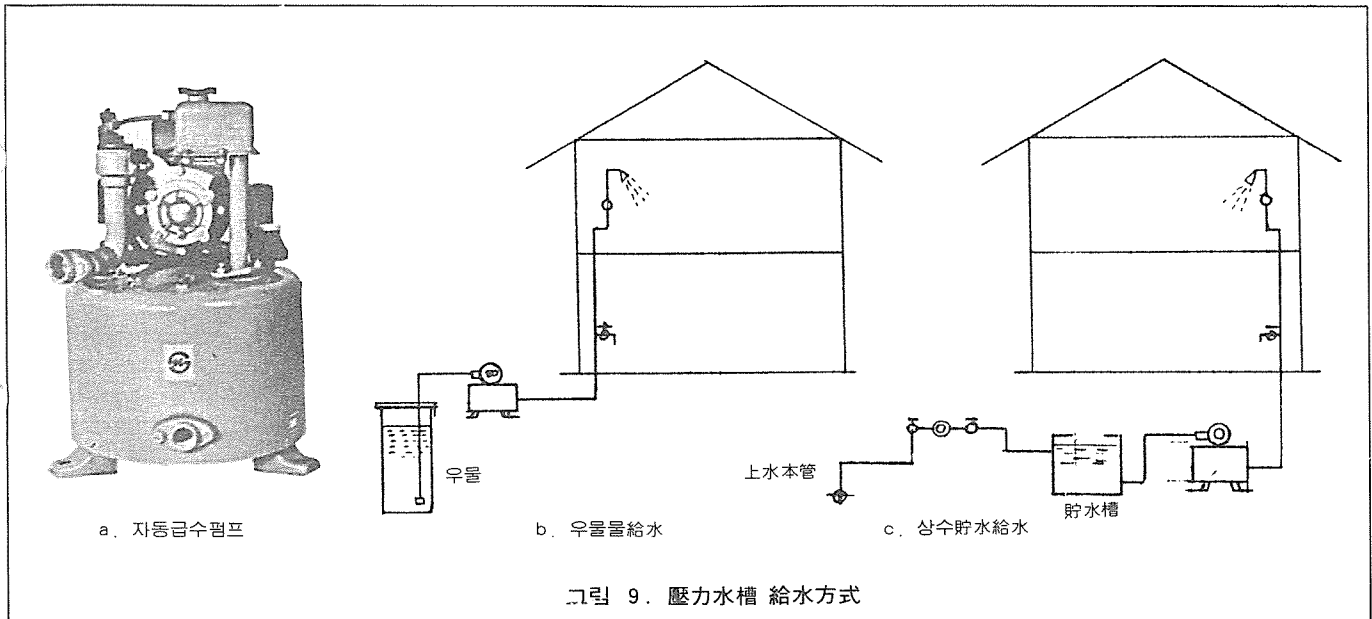 우물
上水本管
貯水槽
a. 자동급수펌프
b. 우물물給水
c. 상수貯水給水
그림 9. 壓力水槽 給水方式